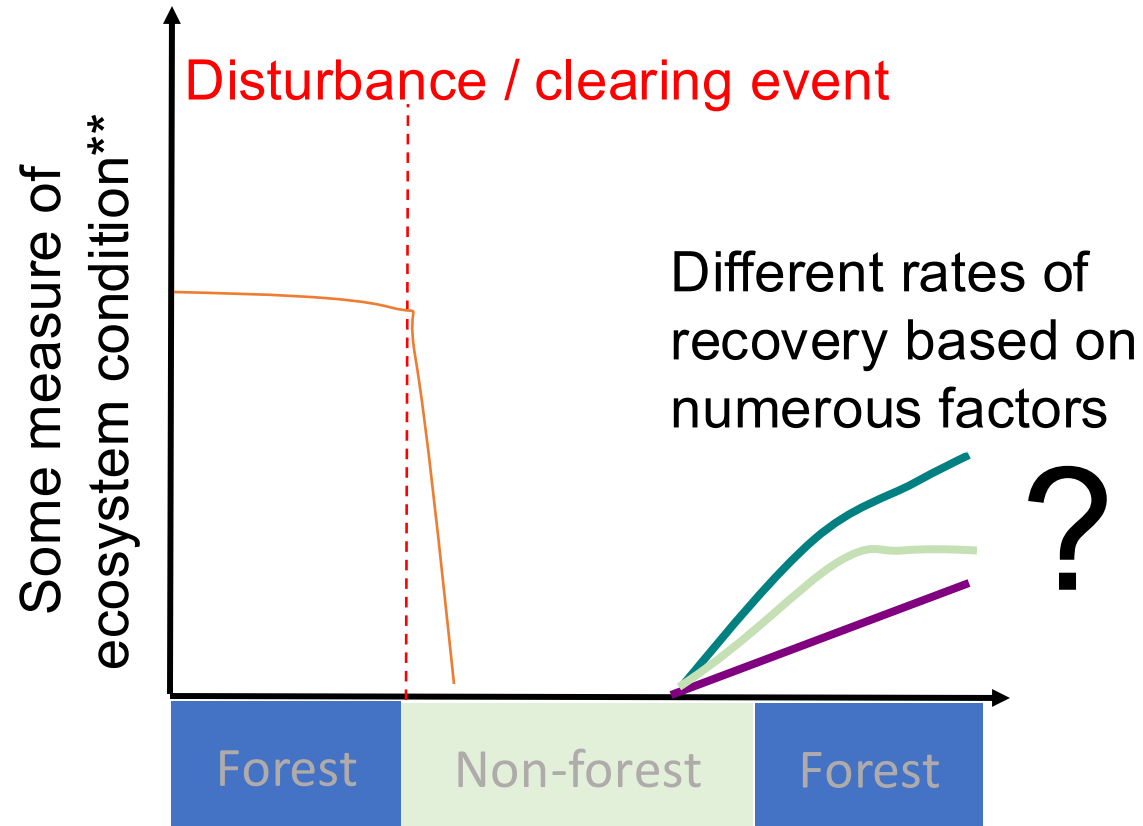 Disturbance / clearing event
Some measure of
ecosystem condition**
Different rates of
recovery based on
numerous factors
?
Forest
Non-forest
Forest